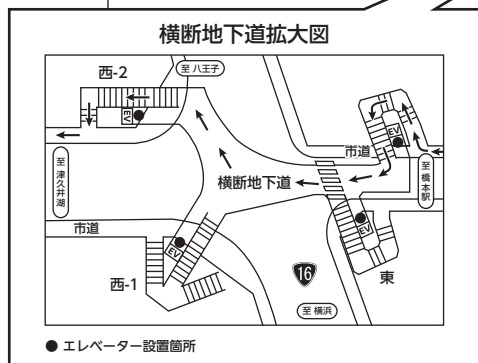 横断地下道拡大図
西-2
至 八王子
EV
EV
市道
至 橋本駅
至 津久井湖
横断地下道
市道
EV
EV
東
西-1
16
至 横浜
● エレベーター設置箇所